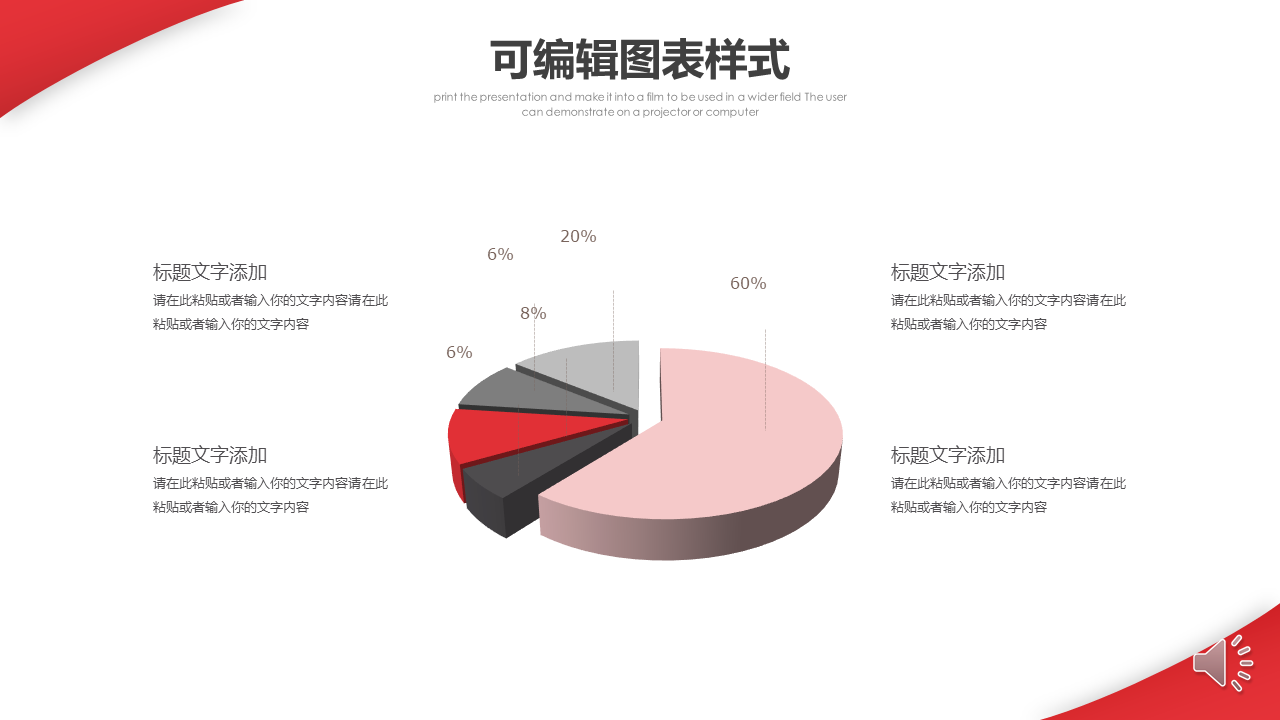 可编辑图表样式
print the presentation and make it into a film to be used in a wider field The user
can demonstrate on a projector or computer
标题文字添加
请在此粘贴或者输入你的文字内容请在此
粘贴或者输入你的文字内容
标题文字添加
请在此粘贴或者输入你的文字内容请在此
粘贴或者输入你的文字内容
20%
6%
60%
8%
6%
标题文字添加
请在此粘贴或者输入你的文字内容请在此
粘贴或者输入你的文字内容
标题文字添加
请在此粘贴或者输入你的文字内容请在此
粘贴或者输入你的文字内容